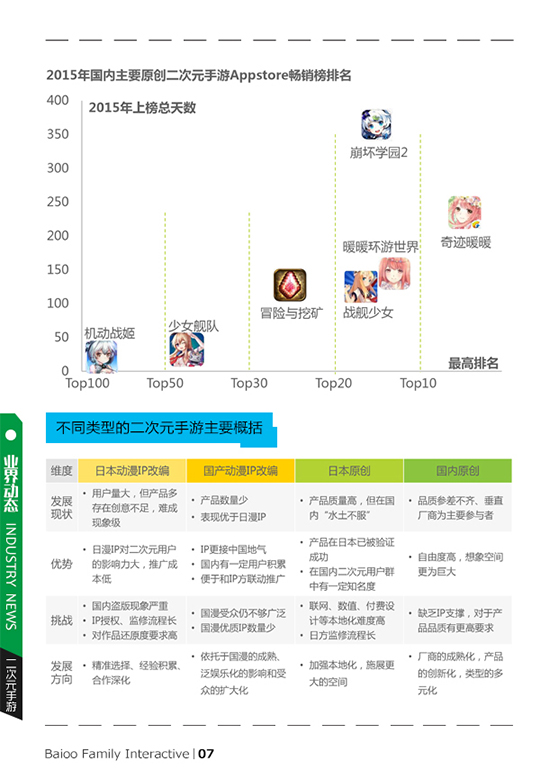 2015年国内主要原创二次元手游Appstore畅销榜排名
400
2015年上榜总天数
350
崩坏学园2
300
250
奇迹暖暖
200
暖暖环游世界
150
100
冒险与挖矿
战舰少女
50
机动战姬
少女舰队
0
最高排名
Top100 Top50 Top30 Top20 Top10
不同类型的二次元手游主要概括
维度 日本动漫IP改编 国产动漫IP改编 日本原创 国内原创
发展现状
• 用户量大，但产品多
存在创意不足，难成
现象级
• 产品数量少
• 表现优于日漫IP
• 产品质量高，但在国
内“水土不服”
• 品质参差不齐、垂直
厂商为主要参与者
优势
• 日漫IP对二次元用户
的影响力大，推广成
本低
• IP更接中国地气
• 国内有一定用户积累
• 便于和IP方联动推广
• 产品在日本已被验证
成功
• 在国内二次元用户群
中有一定知名度
• 自由度高，想象空间
更为巨大
挑战
• 国内盗版现象严重
• IP授权、监修流程长
• 对作品还原度要求高
• 国漫受众仍不够广泛
• 国漫优质IP数量少
• 联网、数值、付费设
计等本地化难度高
• 日方监修流程长
• 缺乏IP支撑，对于产
品品质有更高要求
发展
方向
• 精准选择、经验积累、
合作深化
• 依托于国漫的成熟、
泛娱乐化的影响和受
众的扩大化
• 加强本地化，施展更
大的空间
• 厂商的成熟化，产品
的创新化，类型的多
元化
业界动态 INDUSTRY NEWS
二次元手游
Baioo Family Interactive | 07